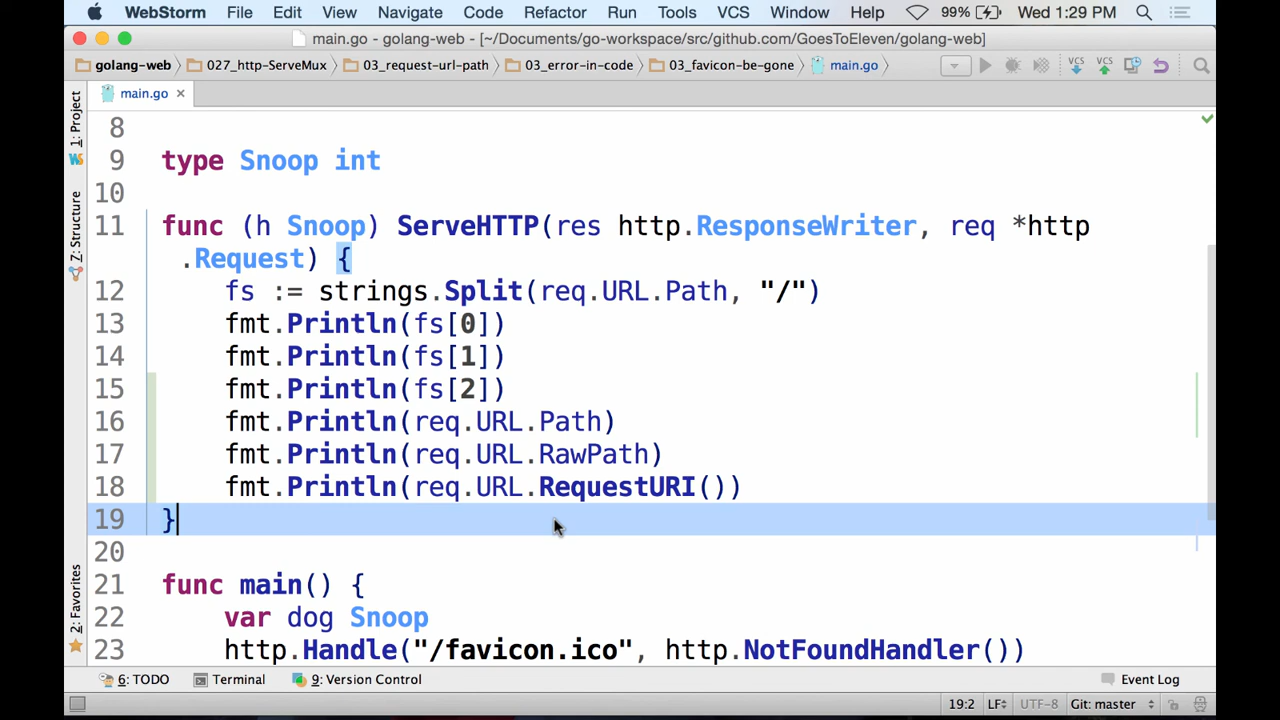 WebStorm File Edit View Navigate Code Refactor Run Tools VCS Window Help 99% Wed 1:29 PM
main.go - golang-web - [~/Documents/go-workspace/src/github.com/GoesToEleven/golang-web]
golang-web 027_http-ServeMux 03_request-url-path 03_error-in-code 03_favicon-be-gone main.go VCS VCS
main.go
1: Project
WS
7: Structure
2: Favorites
8
9 type Snoop int
10
11 func (h Snoop) ServeHTTP(res http.ResponseWriter, req *http
.Request) {
12 fs := strings.Split(req.URL.Path, "/")
13 fmt.Println(fs[0])
14 fmt.Println(fs[1])
15 fmt.Println(fs[2])
16 fmt.Println(req.URL.Path)
17 fmt.Println(req.URL.RawPath)
18 fmt.Println(req.URL.RequestURI())
19 }
20
21 func main() {
22 var dog Snoop
23 http.Handle("/favicon.ico", http.NotFoundHandler())
6: TODO Terminal 9: Version Control Event Log
19:2 LF UTF-8 Git: master